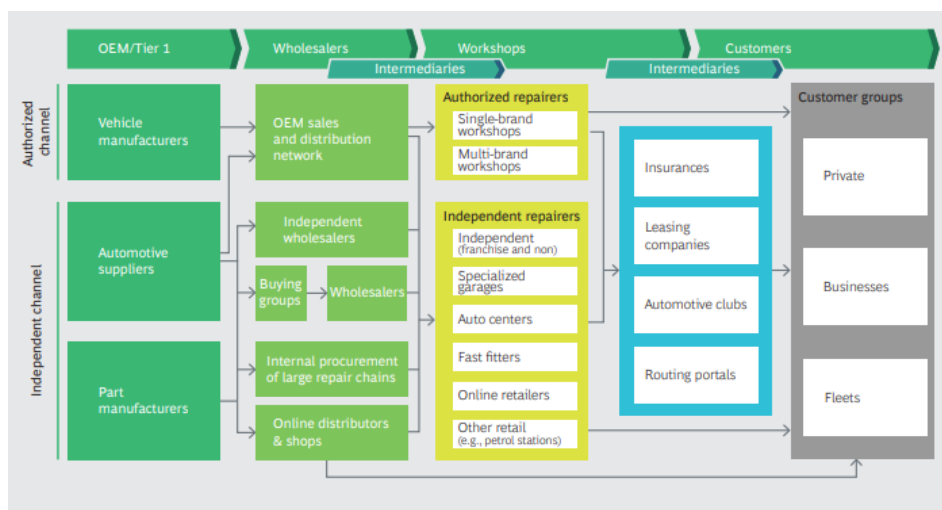 OEM/Tier 1
Wholesalers
Workshops
Customers
Intermediaries
Intermediaries
Authorized
channel
Vehicle
manufacturers
OEM sales
and distribution
network
Authorized repairers
Single-brand
workshops
Multi-brand
workshops
Independent channel
Automotive
suppliers
Part
manufacturers
Independent
wholesalers
Buying
groups
Wholesalers
Internal procurement
of large repair chains
Online distributors
& shops
Independent repairers
Independent
(franchise and non)
Specialized
garages
Auto centers
Fast fitters
Online retailers
Other retail
(e.g., petrol stations)
Insurances
Leasing
companies
Automotive clubs
Routing portals
Customer groups
Private
Businesses
Fleets